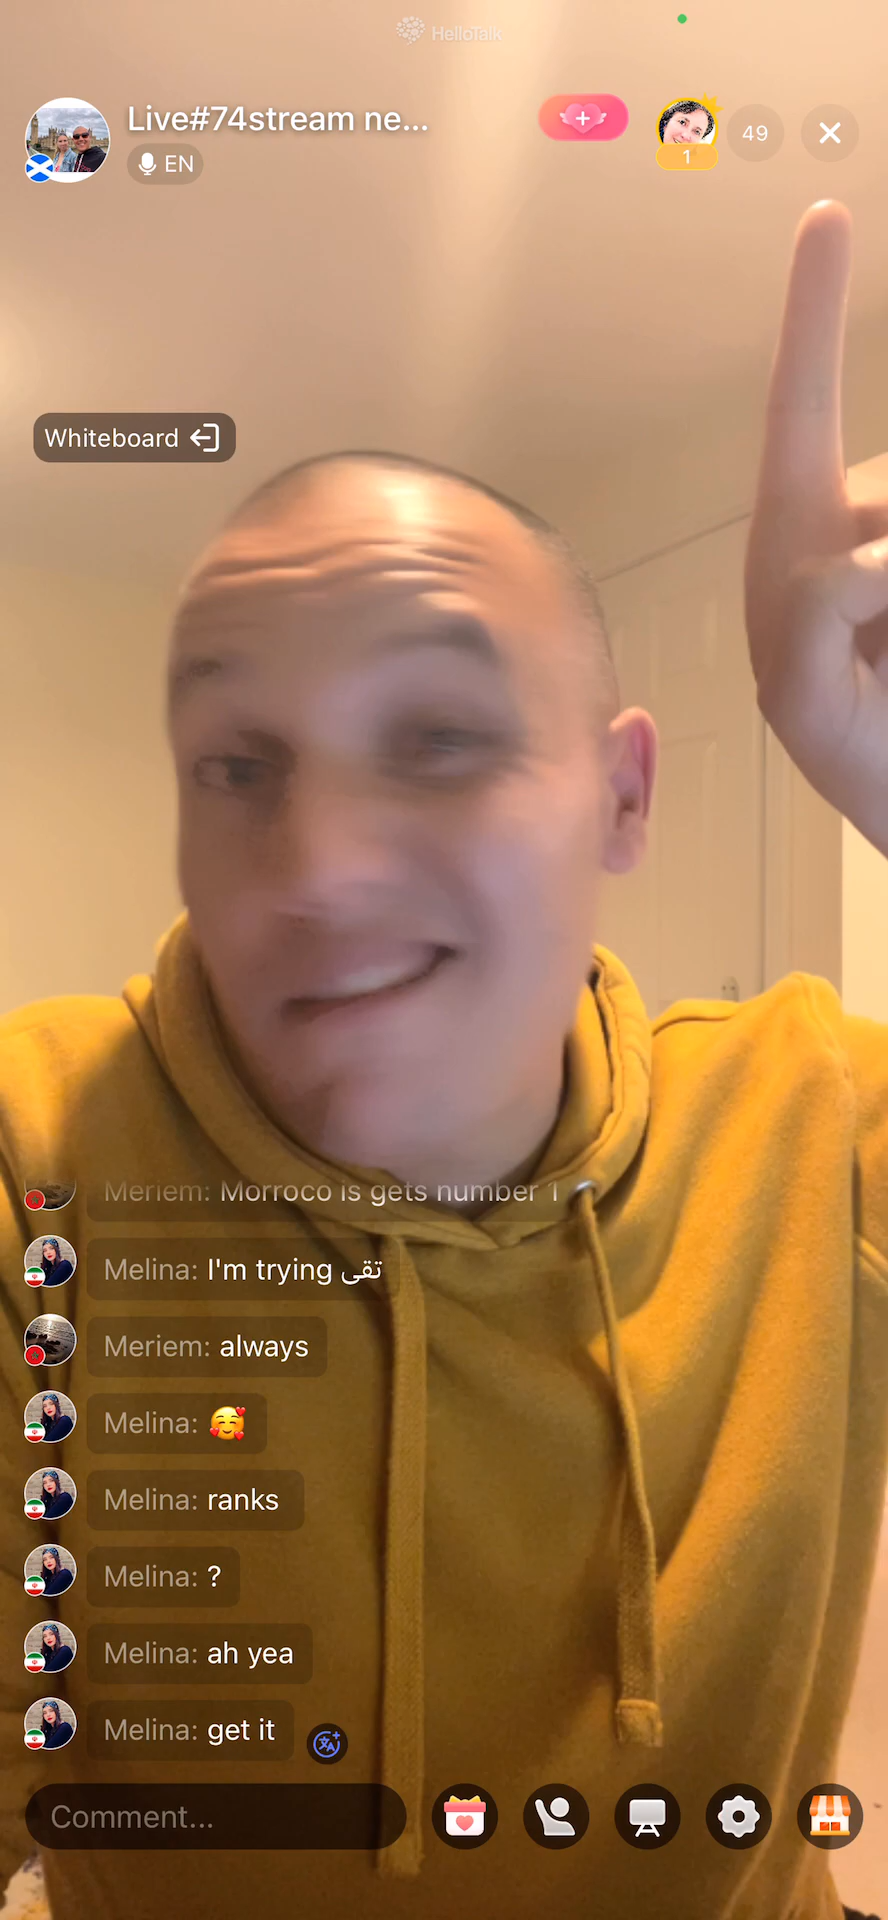 HelloTalk
Live#74stream ne...
EN
1
49
Whiteboard
Meriem: Morroco is gets number 1
Melina: I'm trying تقی
Meriem: always
Melina: 🥰
Melina: ranks
Melina: ?
Melina: ah yea
Melina: get it
Comment...